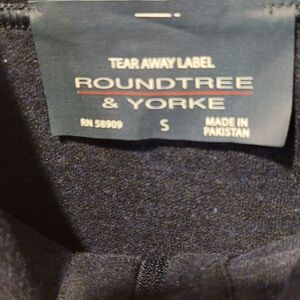 TEAR AWAY LABEL
ROUNDTREE
& YORKE
RN 58909 S MADE IN
PAKISTAN